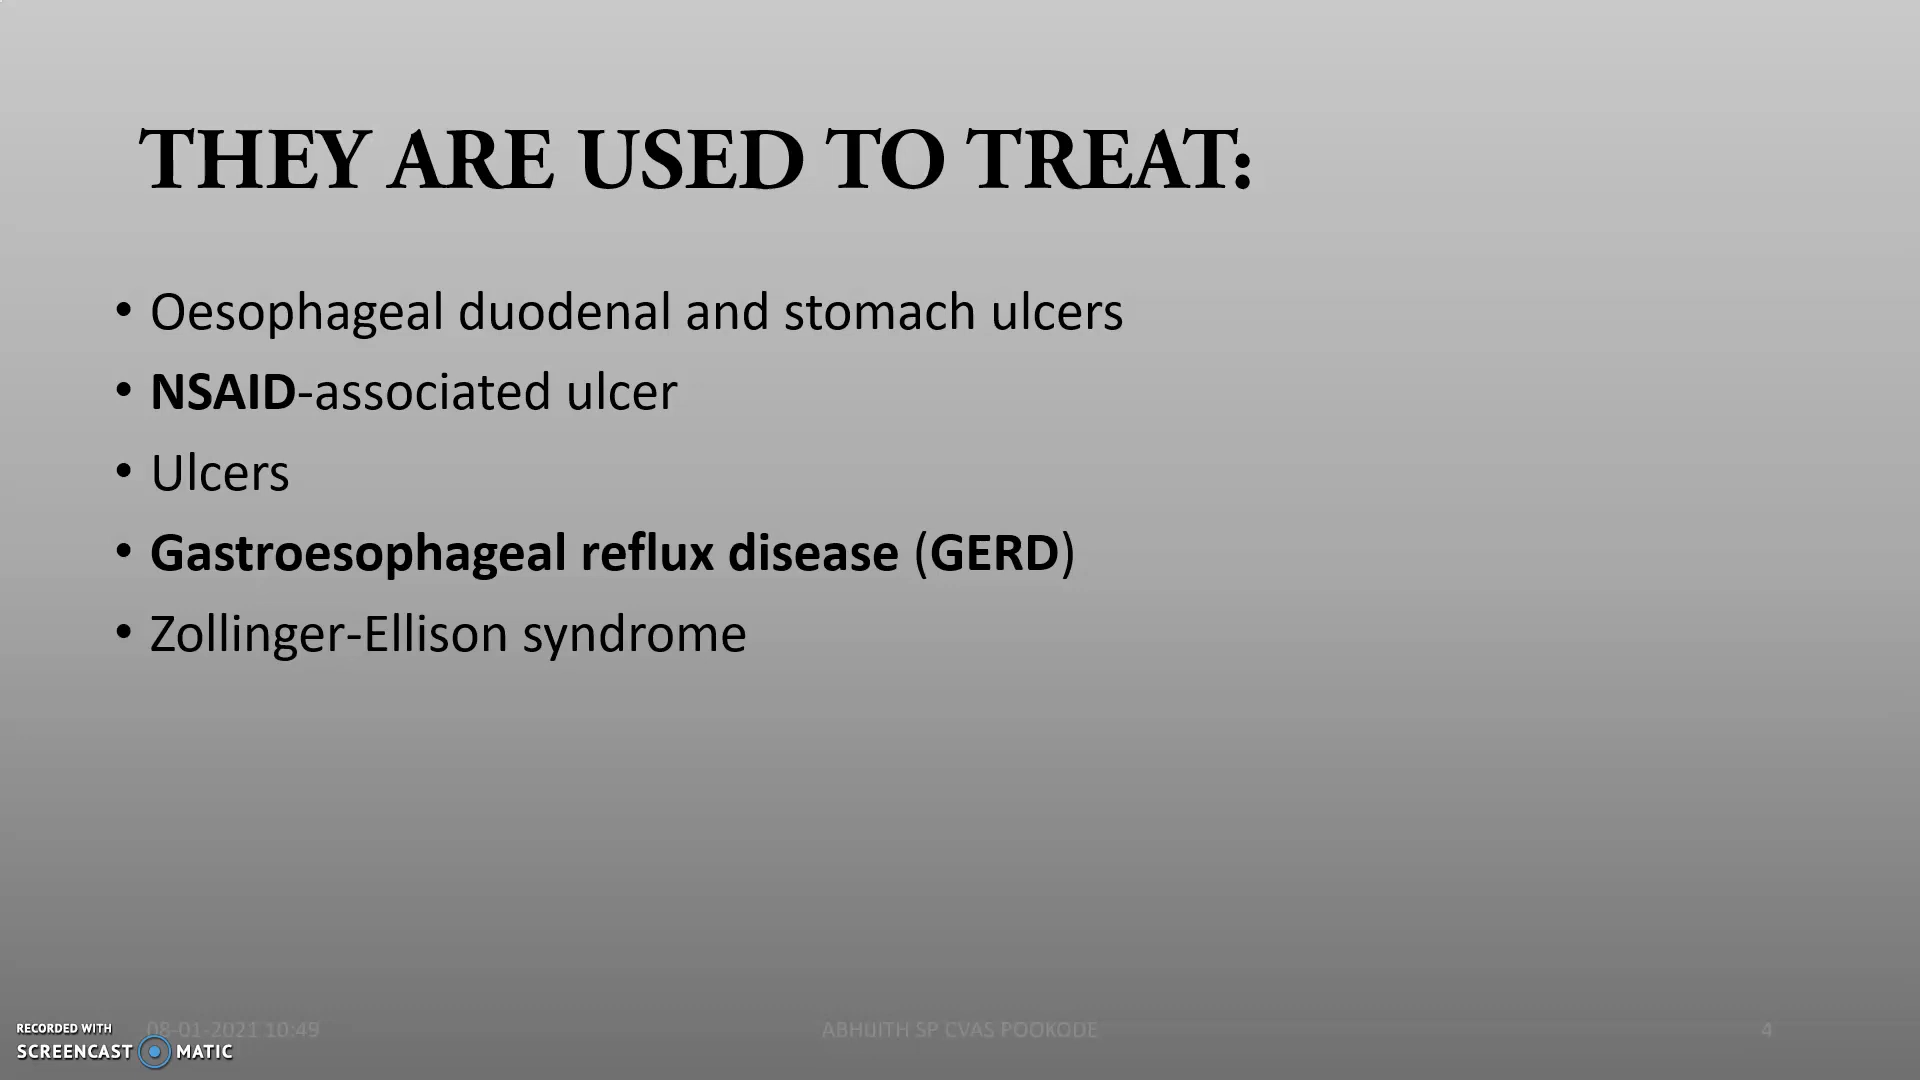 THEY ARE USED TO TREAT:
• Oesophageal duodenal and stomach ulcers
• NSAID-associated ulcer
• Ulcers
• Gastroesophageal reflux disease (GERD)
• Zollinger-Ellison syndrome
RECORDED WITH
SCREENCAST MATIC
08-01-2021 10:49
ABHIJITH SP CVAS POOKODE
4